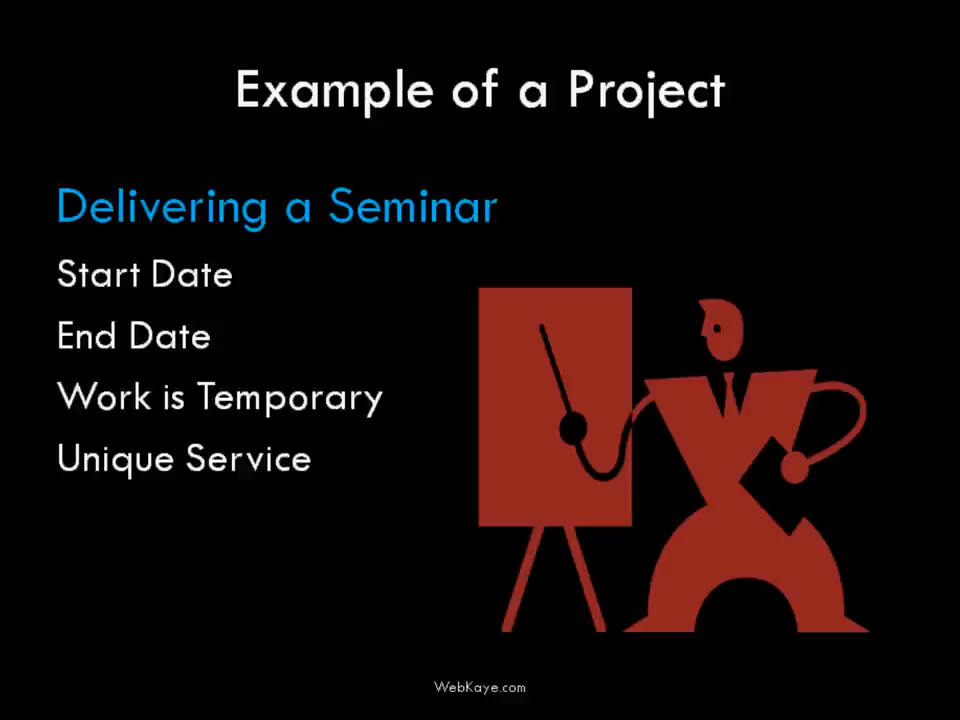 Example of a Project
Delivering a Seminar
Start Date
End Date
Work is Temporary
Unique Service
WebKaye.com